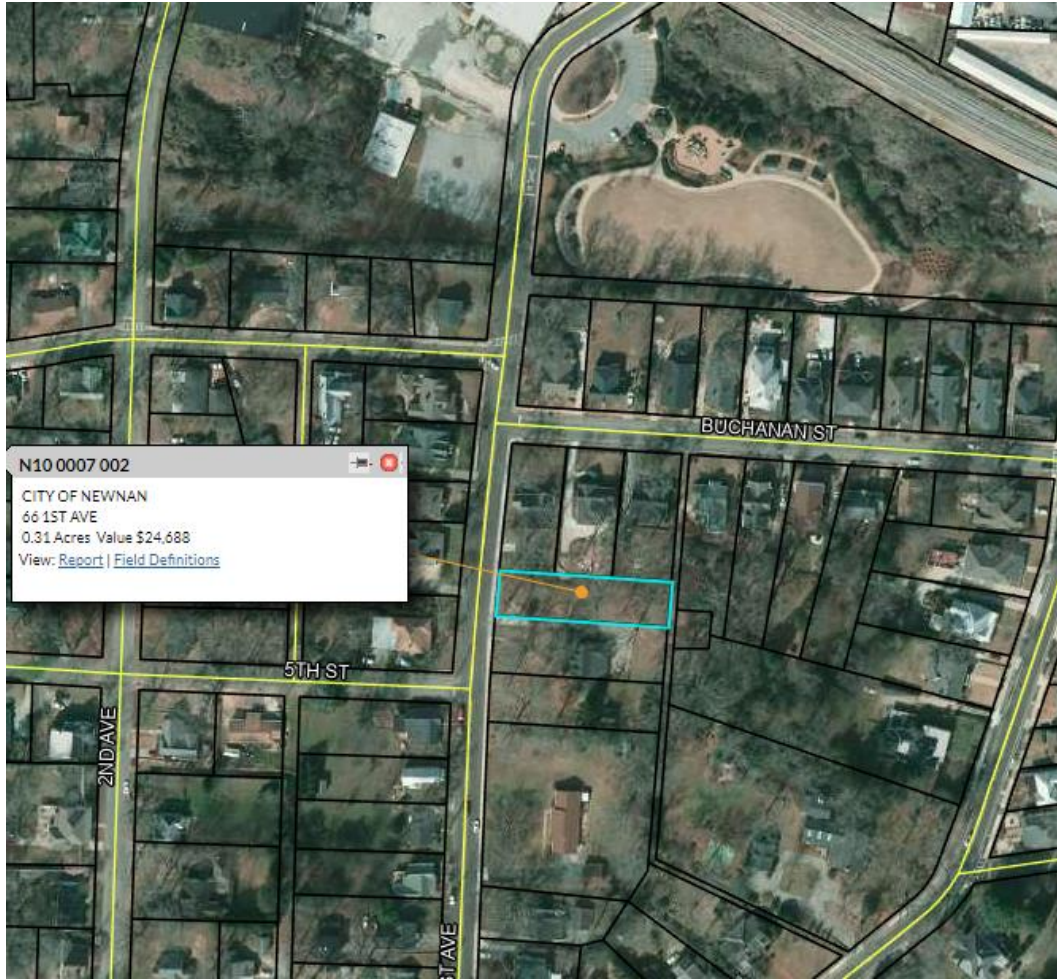 BUCHANAN ST
N10 0007 002
CITY OF NEWNAN
66 1ST AVE
0.31 Acres Value $24,688
View: Report | Field Definitions
5TH ST
2ND AVE
ST AVE